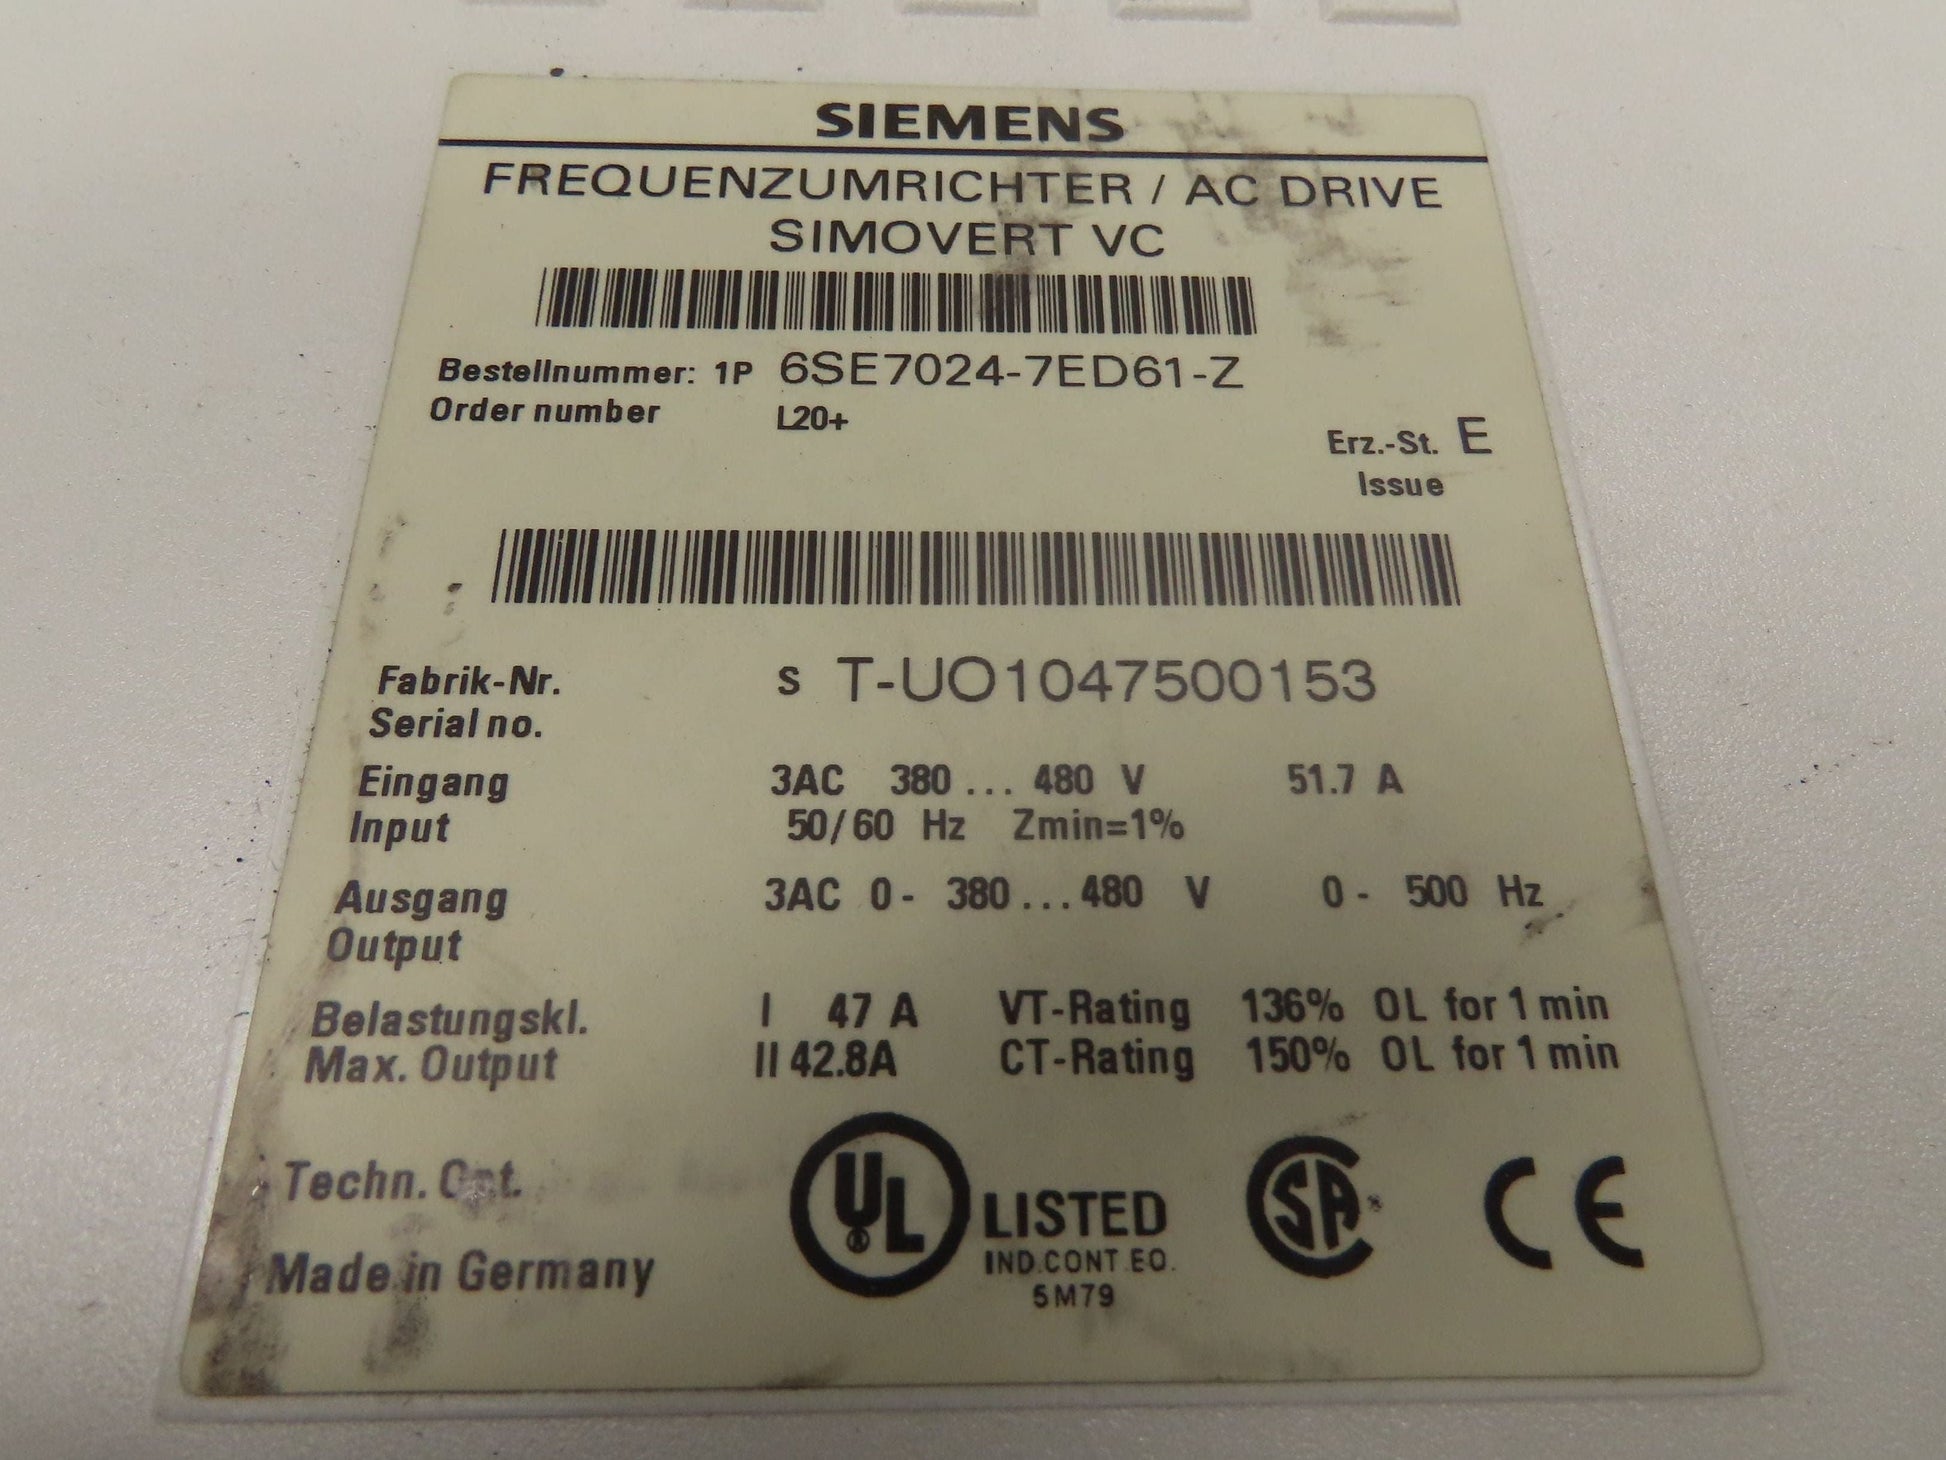 SIEMENS
FREQUENZUMRICHTER / AC DRIVE
SIMOVERT VC
Bestellnummer: 1P 6SE7024-7ED61-Z
Order number L20+
Erz.-St. E
Issue
Fabrik-Nr. S T-UO1047500153
Serial no.
Eingang 3AC 380 ... 480 V 51.7 A
Input 50/60 Hz Zmin=1%
Ausgang 3AC 0- 380...480 V 0- 500 Hz
Output
Belastungskl. I 47 A VT-Rating 136% OL for 1 min
Max. Output II 42.8A CT-Rating 150% OL for 1 min
Techn. Opt.
Made in Germany
UL LISTED
IND.CONT.EQ.
5M79
SA
CE